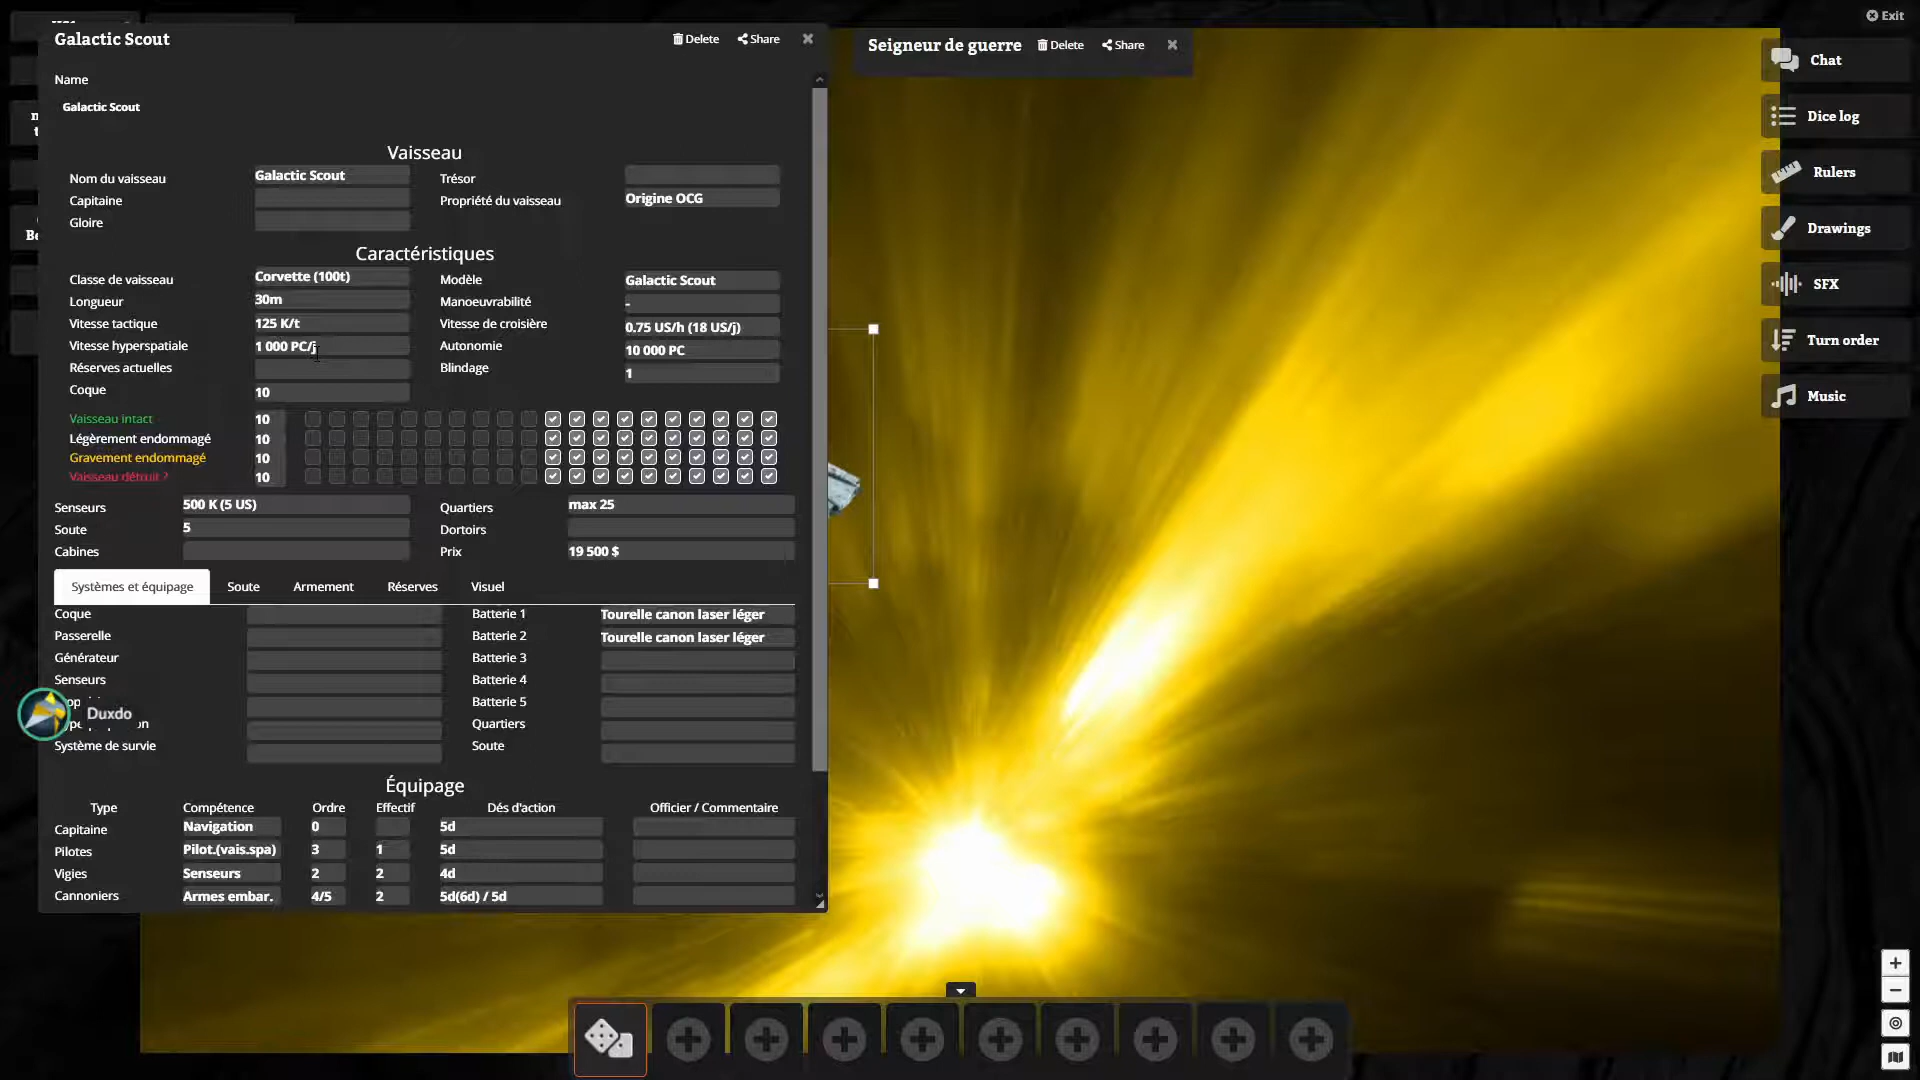 Exit
Galactic Scout
Delete
Share
Seigneur de guerre
Delete
Share
Name
Galactic Scout
Vaisseau
Nom du vaisseau
Galactic Scout
Trésor
Capitaine
Propriété du vaisseau
Origine OCG
Gloire
Caractéristiques
Classe de vaisseau
Corvette (100t)
Modèle
Galactic Scout
Longueur
30m
Manoeuvrabilité
-
Vitesse tactique
125 K/t
Vitesse de croisière
0.75 US/h (18 US/j)
Vitesse hyperspatiale
1 000 PC/j
Autonomie
10 000 PC
Réserves actuelles
Blindage
1
Coque
10
Vaisseau intact
10
Légèrement endommagé
10
Gravement endommagé
10
Vaisseau détruit ?
10
Senseurs
500 K (5 US)
Quartiers
max 25
Soute
5
Dortoirs
Cabines
Prix
19 500 $
Systèmes et équipage
Soute
Armement
Réserves
Visuel
Coque
Batterie 1
Tourelle canon laser léger
Passerelle
Batterie 2
Tourelle canon laser léger
Générateur
Batterie 3
Senseurs
Batterie 4
Batterie 5
Duxdo
Quartiers
Système de survie
Soute
Équipage
Type
Compétence
Ordre
Effectif
Dés d'action
Officier / Commentaire
Capitaine
Navigation
0
5d
Pilotes
Pilot.(vais.spa)
3
1
5d
Vigies
Senseurs
2
2
4d
Cannoniers
Armes embar.
4/5
2
5d(6d) / 5d
Chat
Dice log
Rulers
Drawings
SFX
Turn order
Music